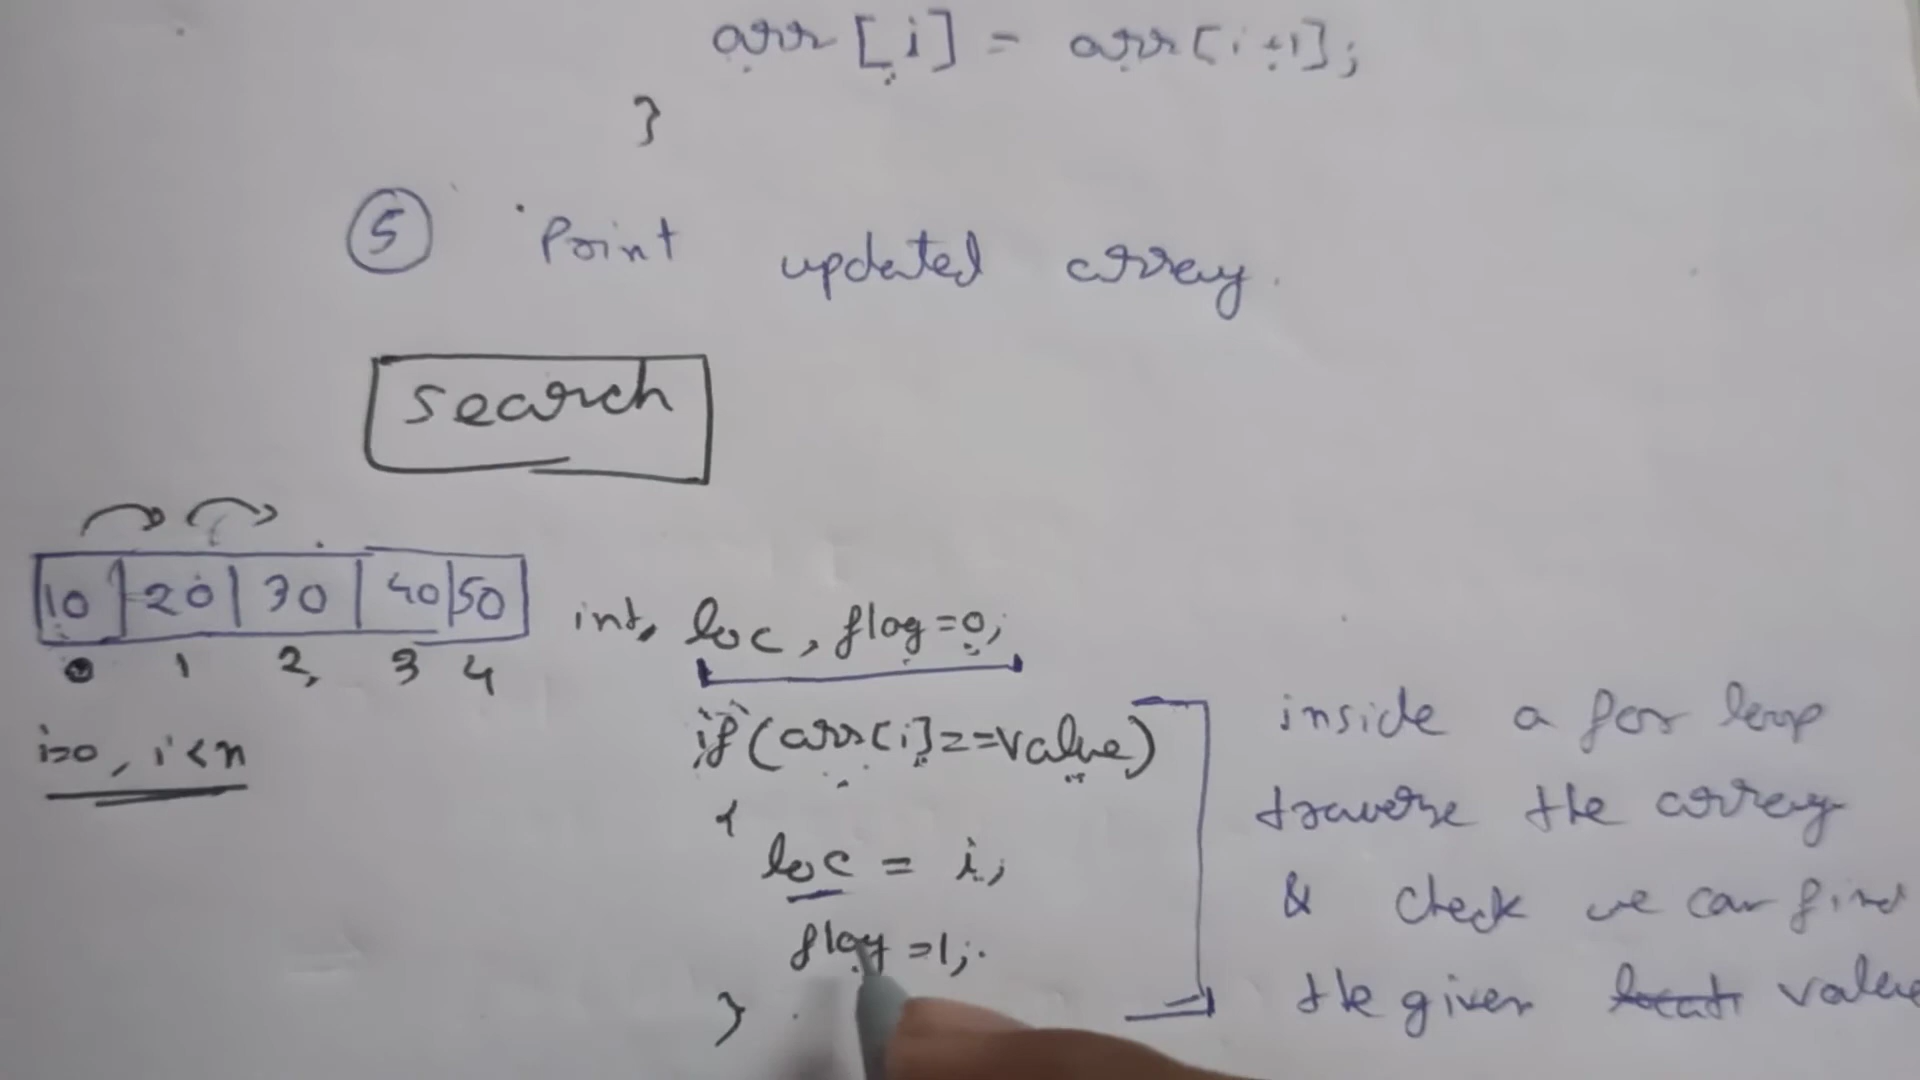 arr[i] = arr[i+1];
}
5 Print updated array.
search
10 20 30 40 50
0 1 2, 3 4
i=0, i<n
int, loc, flag=0;
if(arr[i]==value)
{
loc = i;
flag=1;
}
inside a for loop
traverse the array
& check we can find
the given value